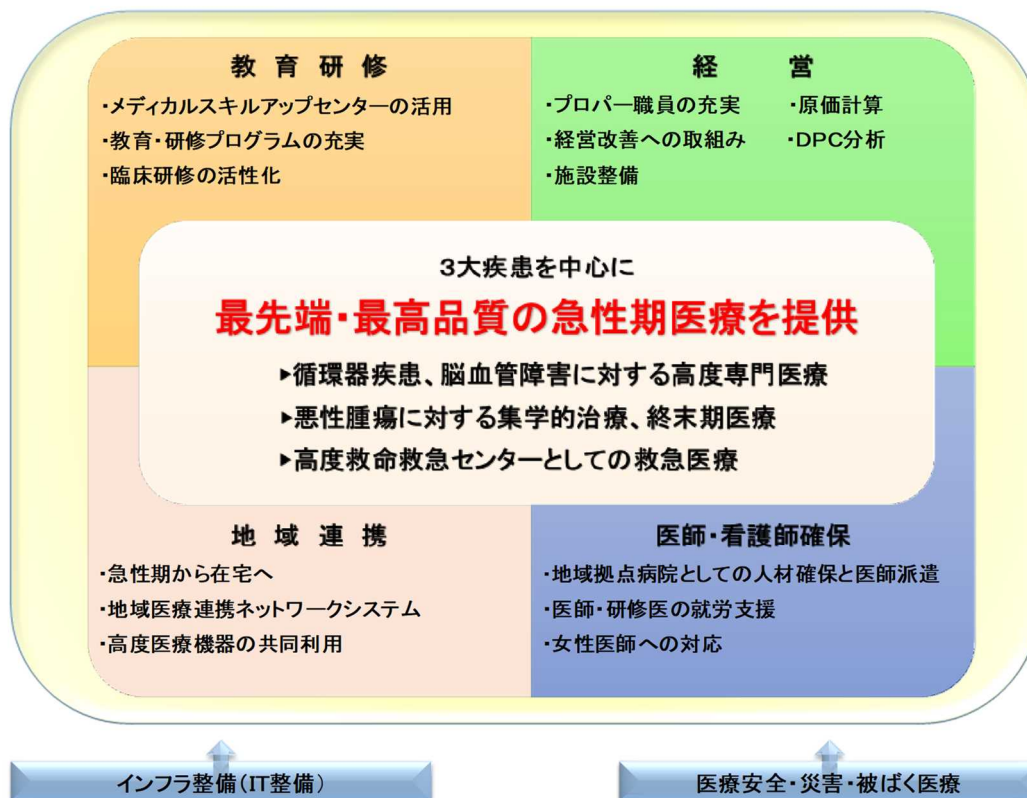 教育研修
・メディカルスキルアップセンターの活用
・教育・研修プログラムの充実
・臨床研修の活性化
経　営
・プロパー職員の充実　・原価計算
・経営改善への取組み　・DPC分析
・施設整備
3大疾患を中心に
最先端・最高品質の急性期医療を提供
▶循環器疾患、脳血管障害に対する高度専門医療
▶悪性腫瘍に対する集学的治療、終末期医療
▶高度救命救急センターとしての救急医療
地域連携
・急性期から在宅へ
・地域医療連携ネットワークシステム
・高度医療機器の共同利用
医師・看護師確保
・地域拠点病院としての人材確保と医師派遣
・医師・研修医の就労支援
・女性医師への対応
インフラ整備(IT整備)
医療安全・災害・被ばく医療